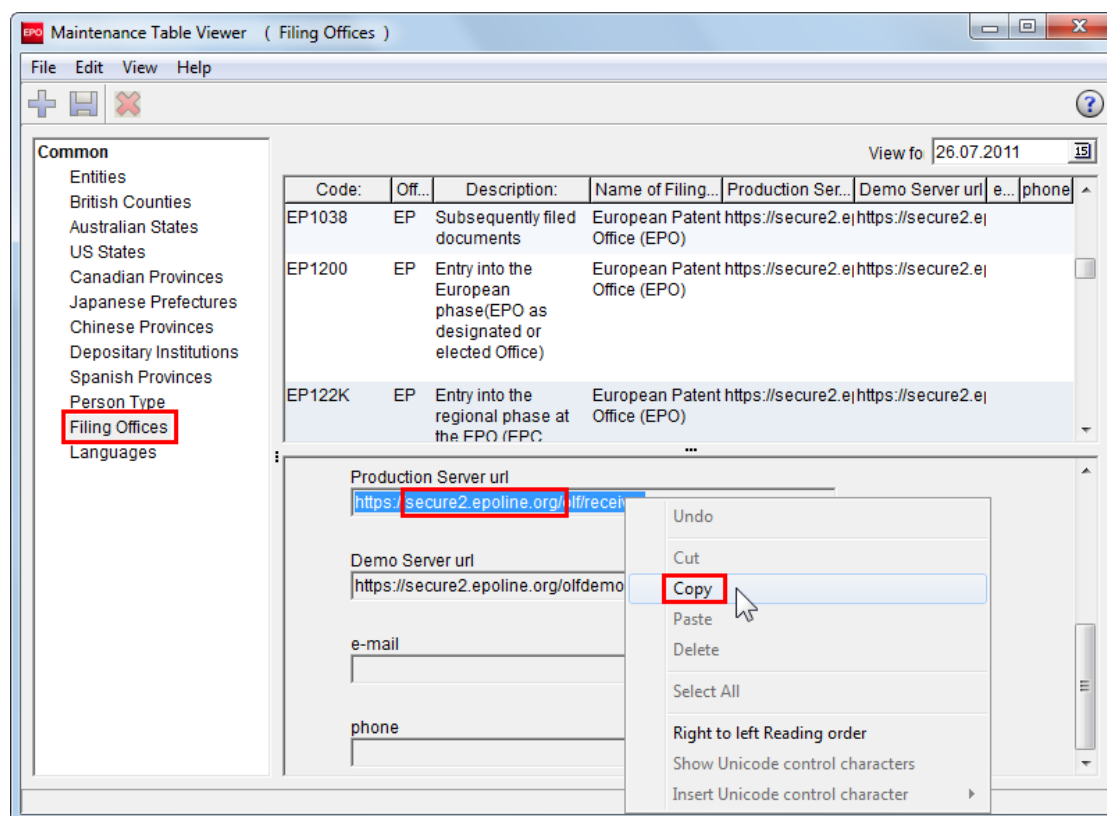 EPO Maintenance Table Viewer ( Filing Offices )
File Edit View Help
?
Common
Entities
British Counties
Australian States
US States
Canadian Provinces
Japanese Prefectures
Chinese Provinces
Depositary Institutions
Spanish Provinces
Person Type
Filing Offices
Languages
View fo 26.07.2011 15
Code: Off... Description: Name of Filing... Production Ser... Demo Server url e... phone
EP1038 EP Subsequently filed European Patent https://secure2.e https://secure2.e
documents Office (EPO)
EP1200 EP Entry into the European Patent https://secure2.e https://secure2.e
European Office (EPO)
phase(EPO as
designated or
elected Office)
EP122K EP Entry into the European Patent https://secure2.e https://secure2.e
regional phase at Office (EPO)
the EPO (EPC
Production Server url
https://secure2.epoline.org/olf/receiv
Demo Server url
https://secure2.epoline.org/olfdemo
e-mail
phone
Undo
Cut
Copy
Paste
Delete
Select All
Right to left Reading order
Show Unicode control characters
Insert Unicode control character